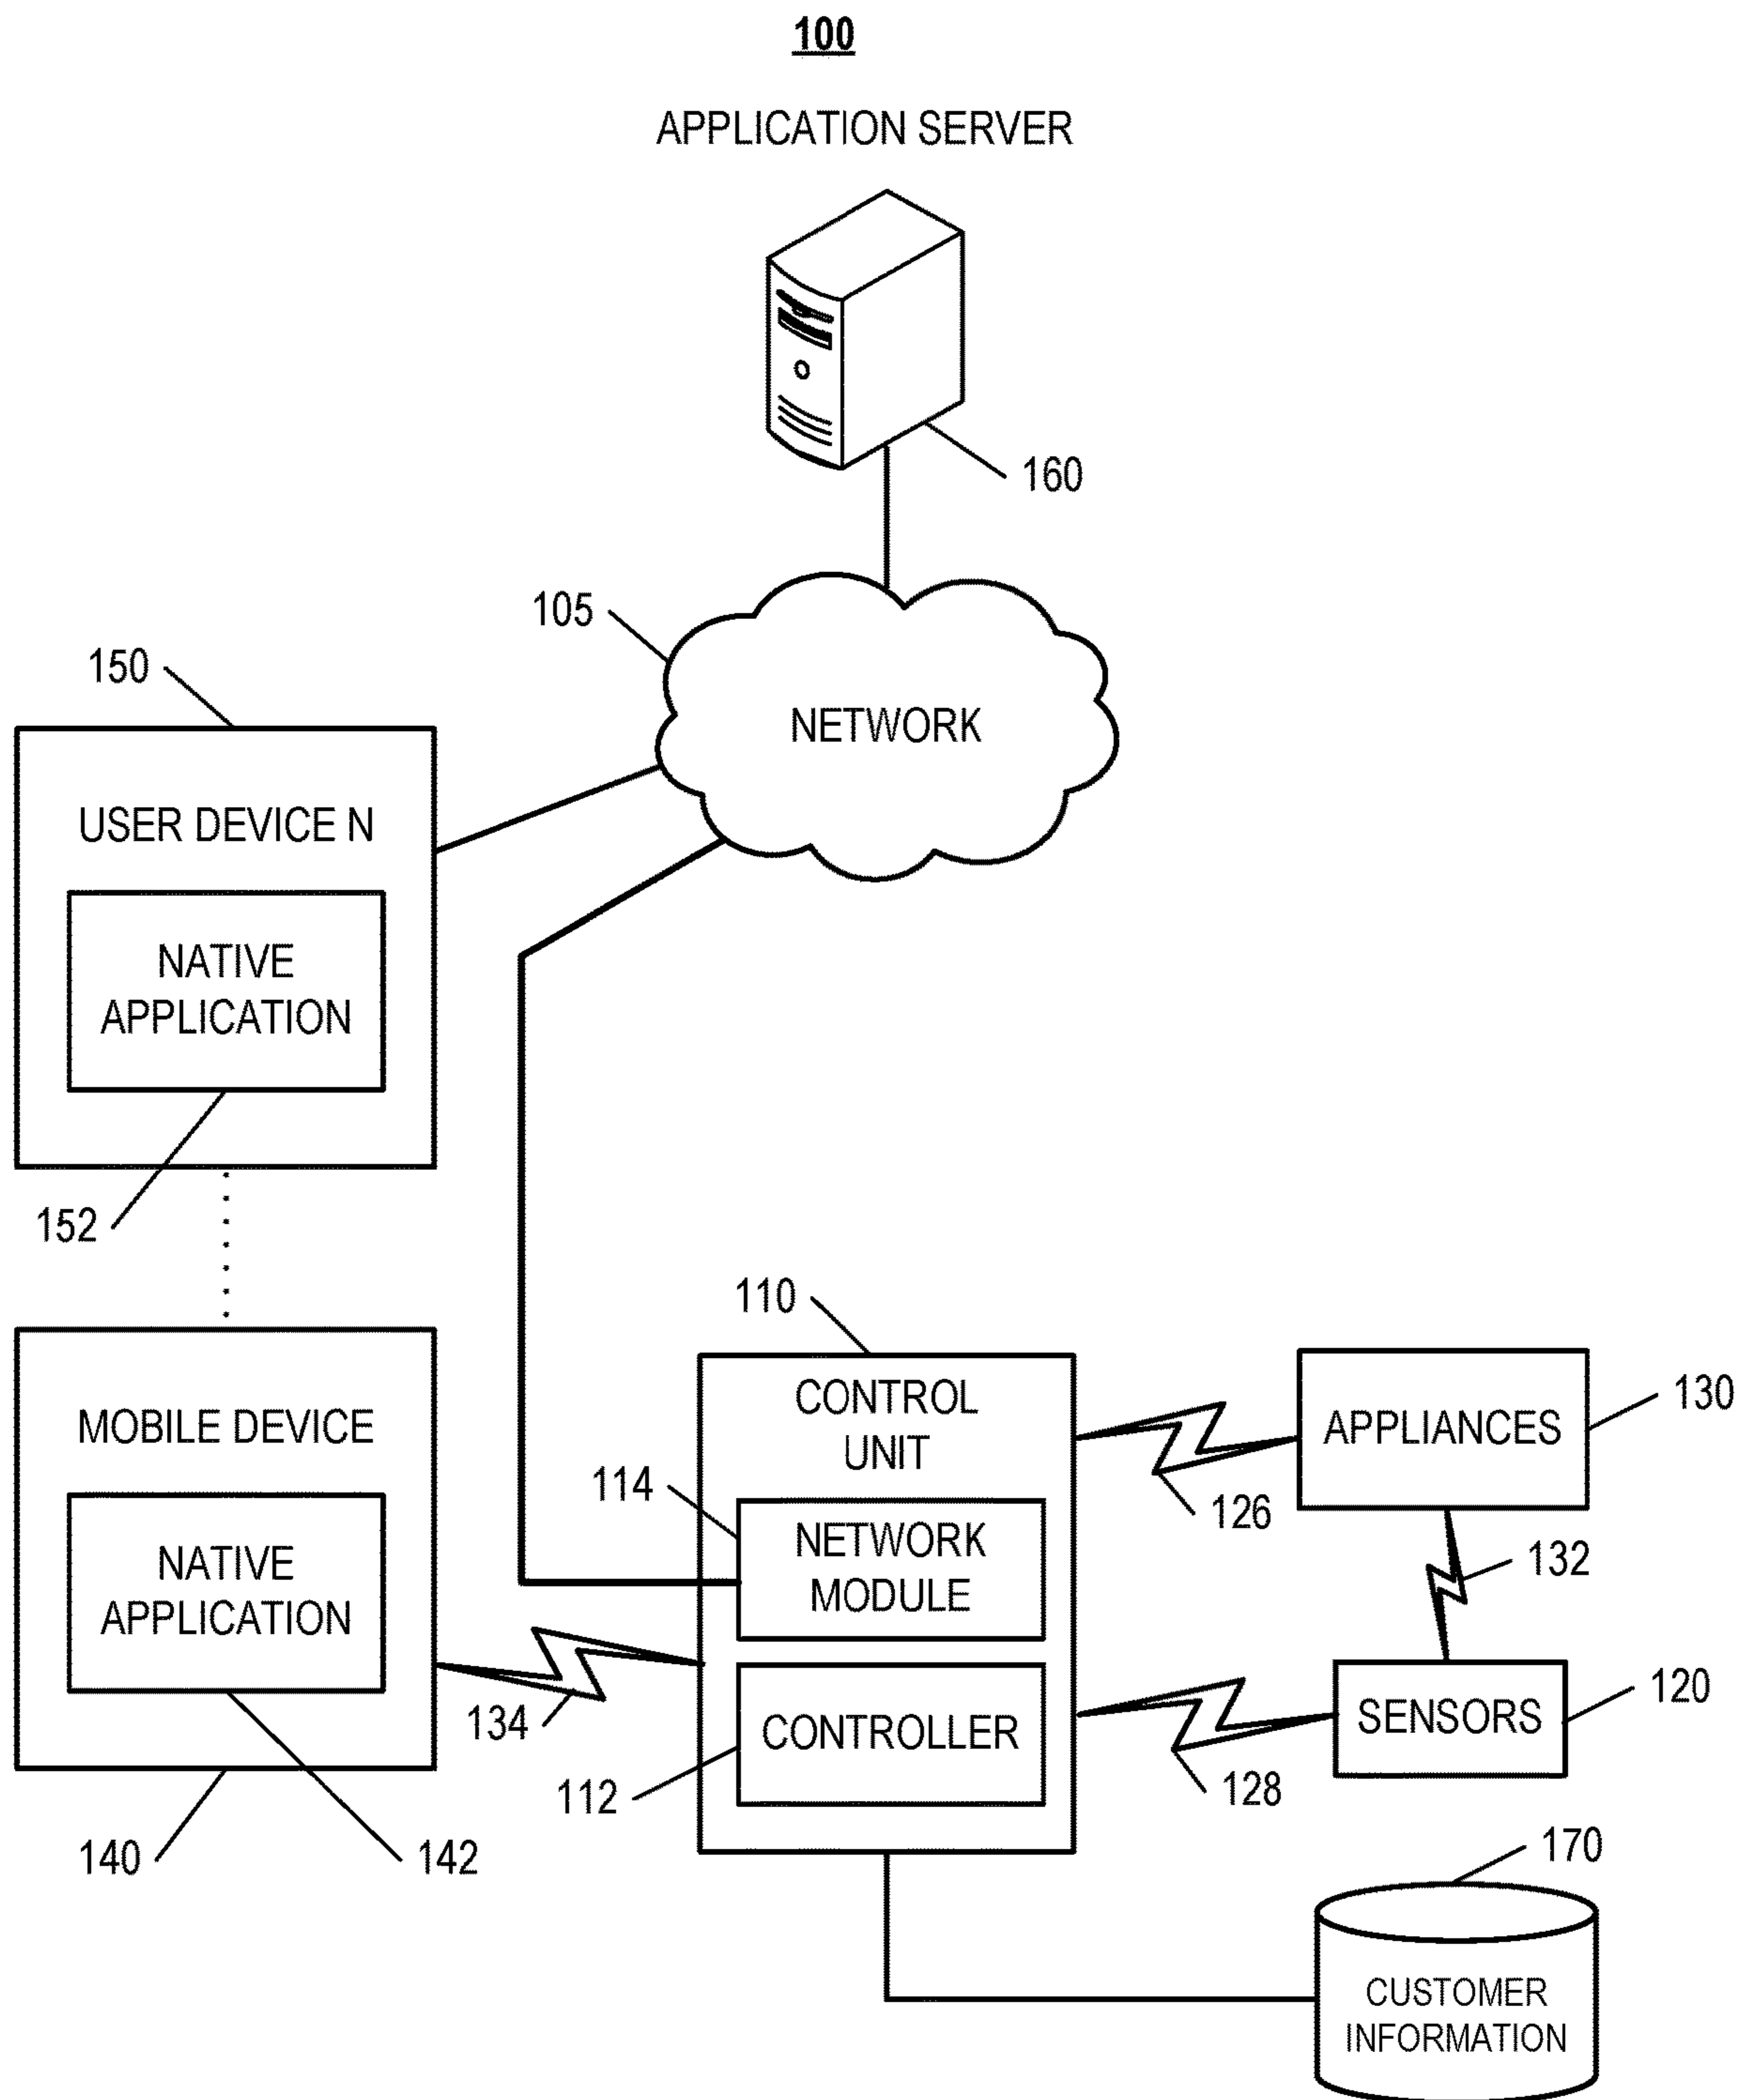 100
APPLICATION SERVER
160
105
NETWORK
150
USER DEVICE N
NATIVE
APPLICATION
152
110
CONTROL
UNIT
APPLIANCES
130
MOBILE DEVICE
114
126
NETWORK
MODULE
132
NATIVE
APPLICATION
134
CONTROLLER
SENSORS
120
112
128
140
142
170
CUSTOMER
INFORMATION